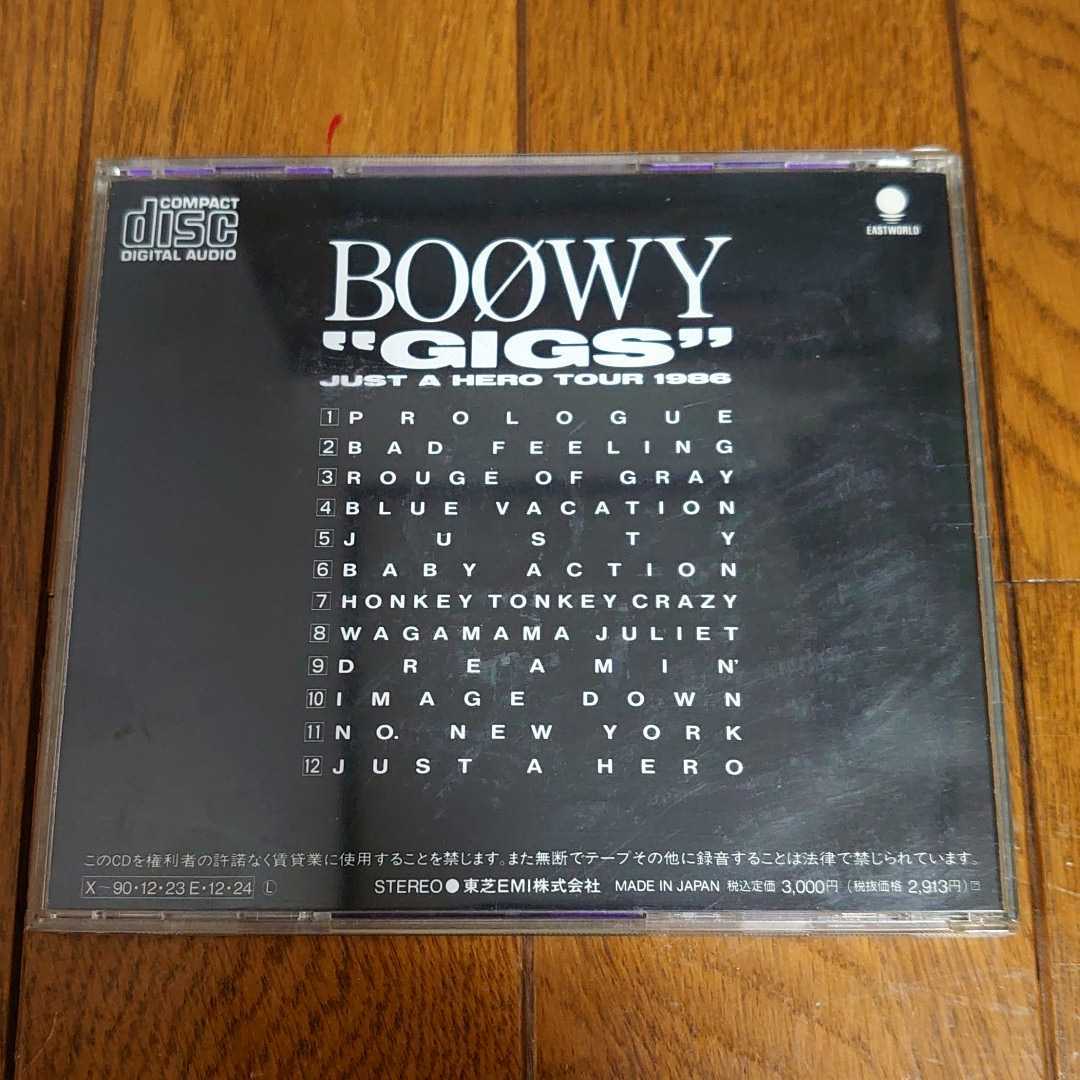 COMPACT
disc
DIGITAL AUDIO
EASTWORLD
BOØWY
“GIGS”
JUST A HERO TOUR 1986
1 PROLOGUE
2 BAD FEELING
3 ROUGE OF GRAY
4 BLUE VACATION
5 JUSTY
6 BABY ACTION
7 HONKEY TONKEY CRAZY
8 WAGAMAMA JULIET
9 DREAMIN'
10 IMAGE DOWN
11 NO. NEW YORK
12 JUST A HERO
このCDを権利者の許諾なく賃貸業に使用することを禁じます。また無断でテープその他に録音することは法律で禁じられています。
X～90・12・23 E・12・24 Ⓛ STEREO● 東芝EMI株式会社 MADE IN JAPAN 税込定価 3,000円 (税抜価格 2,913円)